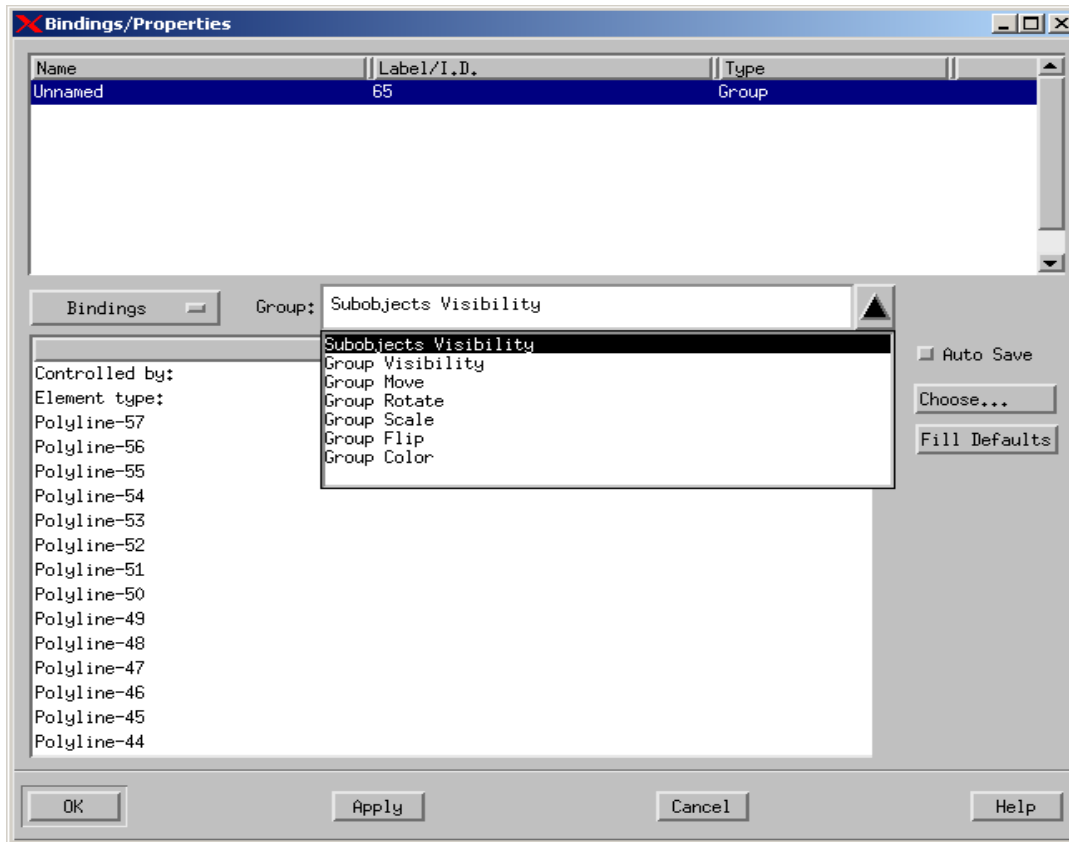 Bindings/Properties
Name Label/I.D. Type
Unnamed 65 Group
Bindings Group: Subobjects Visibility
Subobjects Visibility
Group Visibility
Group Move
Group Rotate
Group Scale
Group Flip
Group Color
Auto Save
Choose...
Fill Defaults
Controlled by:
Element type:
Polyline-57
Polyline-56
Polyline-55
Polyline-54
Polyline-53
Polyline-52
Polyline-51
Polyline-50
Polyline-49
Polyline-48
Polyline-47
Polyline-46
Polyline-45
Polyline-44
OK Apply Cancel Help